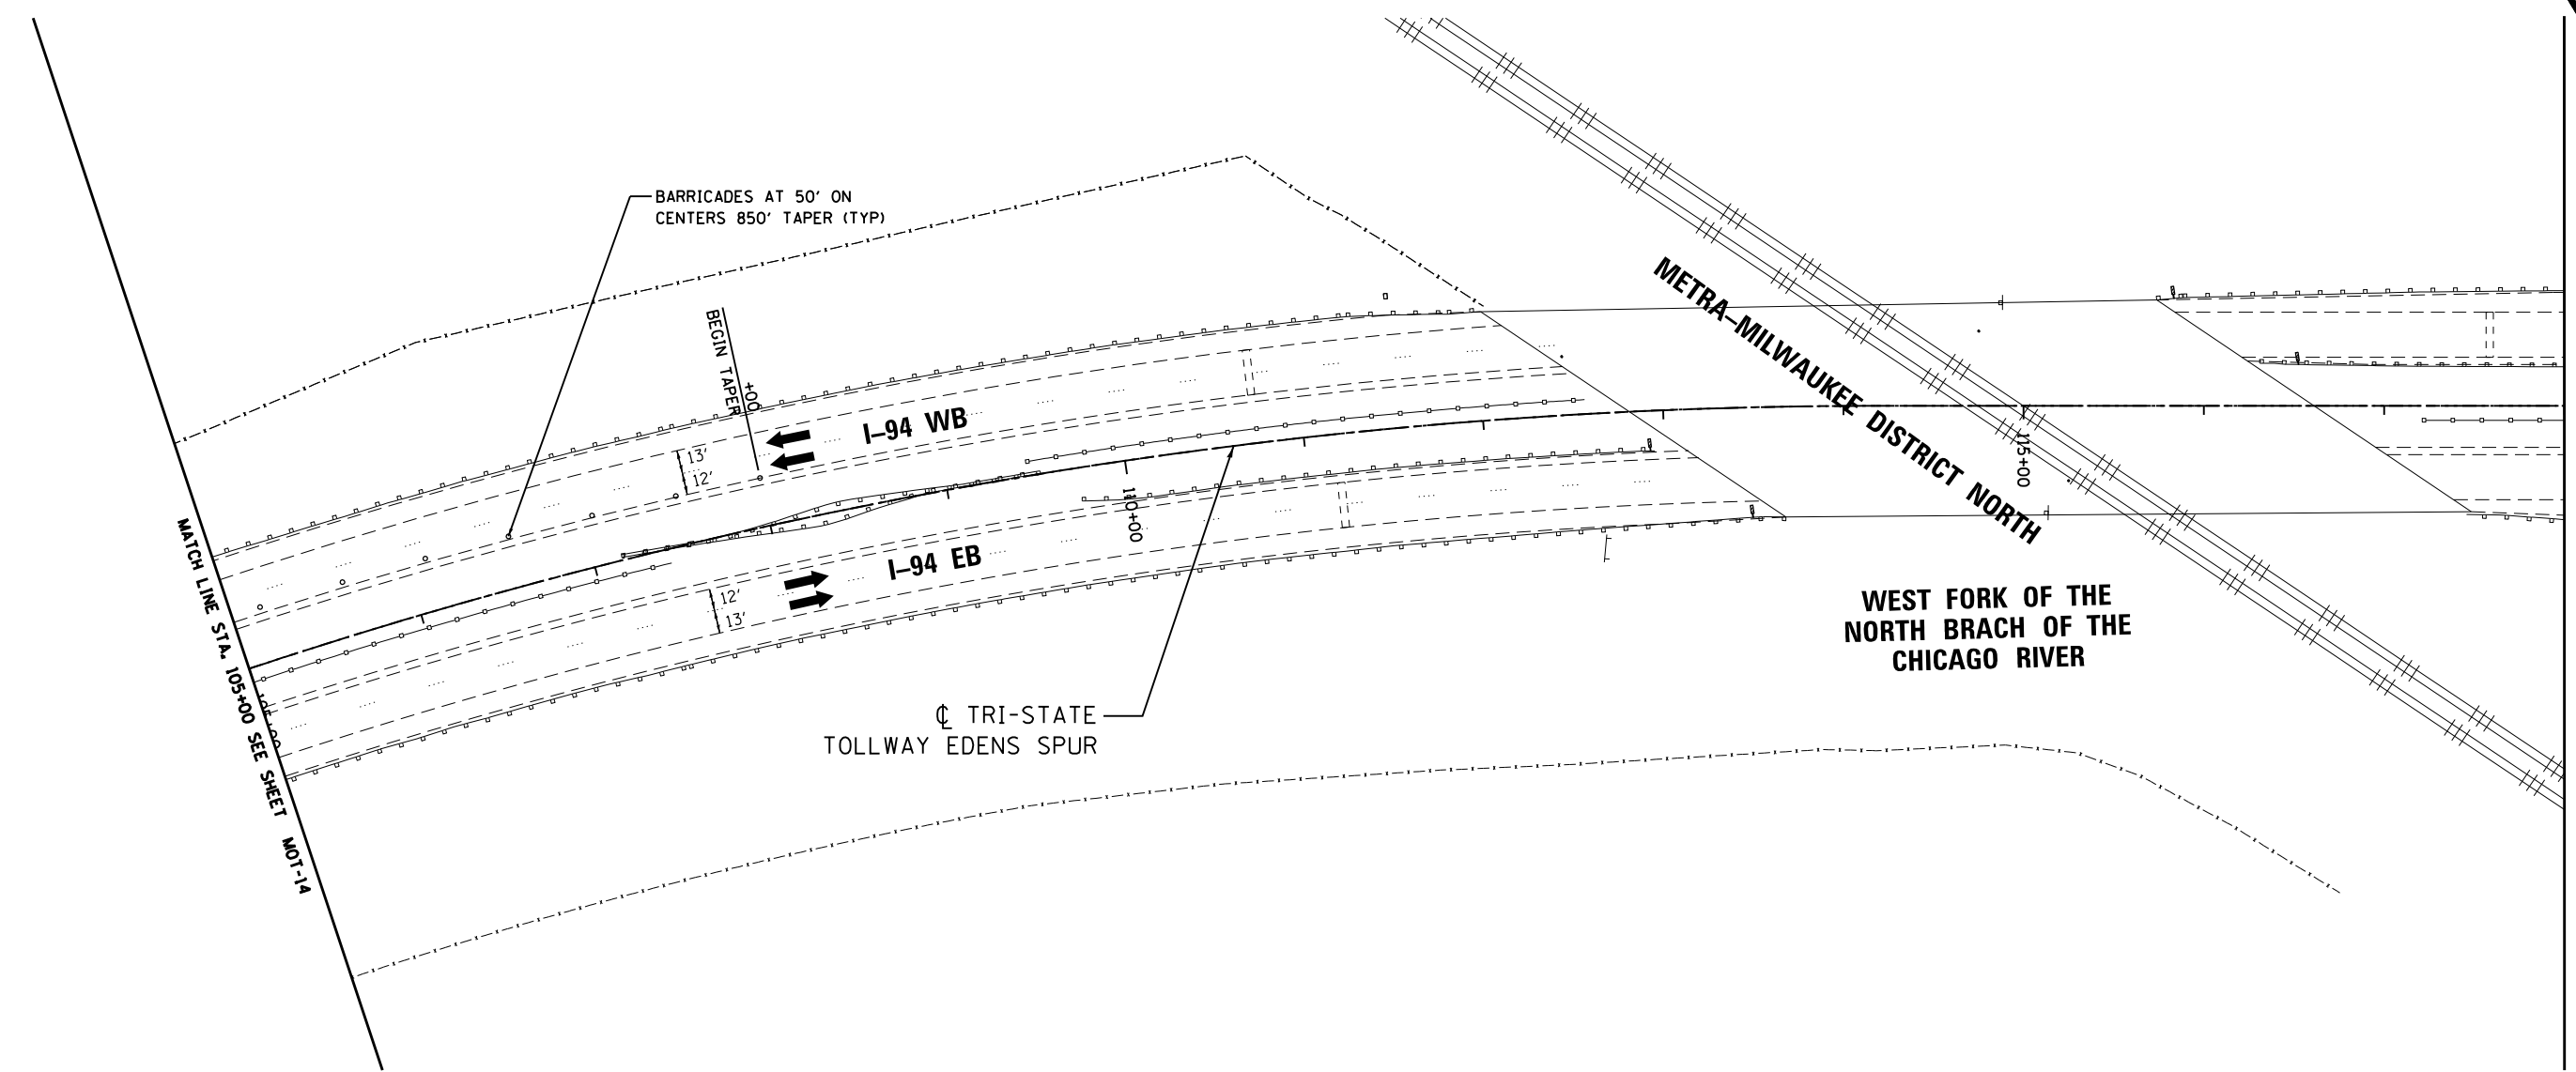 BARRICADES AT 50' ON
CENTERS 850' TAPER (TYP)
BEGIN TAPER
+00
I-94 WB
13'
12'
I-94 EB
12'
13'
110+00
115+00
METRA-MILWAUKEE DISTRICT NORTH
WEST FORK OF THE
NORTH BRACH OF THE
CHICAGO RIVER
℄ TRI-STATE
TOLLWAY EDENS SPUR
MATCH LINE STA. 105+00 SEE SHEET MOT-14